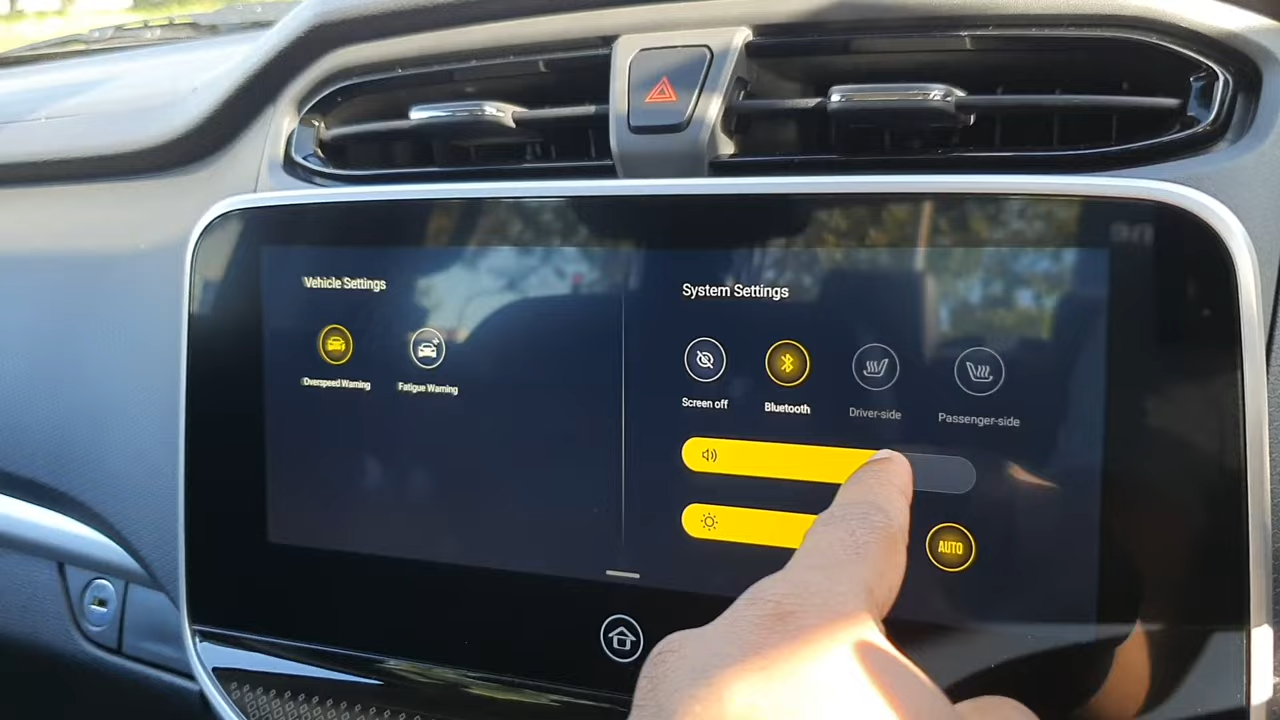 Vehicle Settings
Overspeed Warning
Fatigue Warning
System Settings
Screen off
Bluetooth
Driver-side
Passenger-side
AUTO